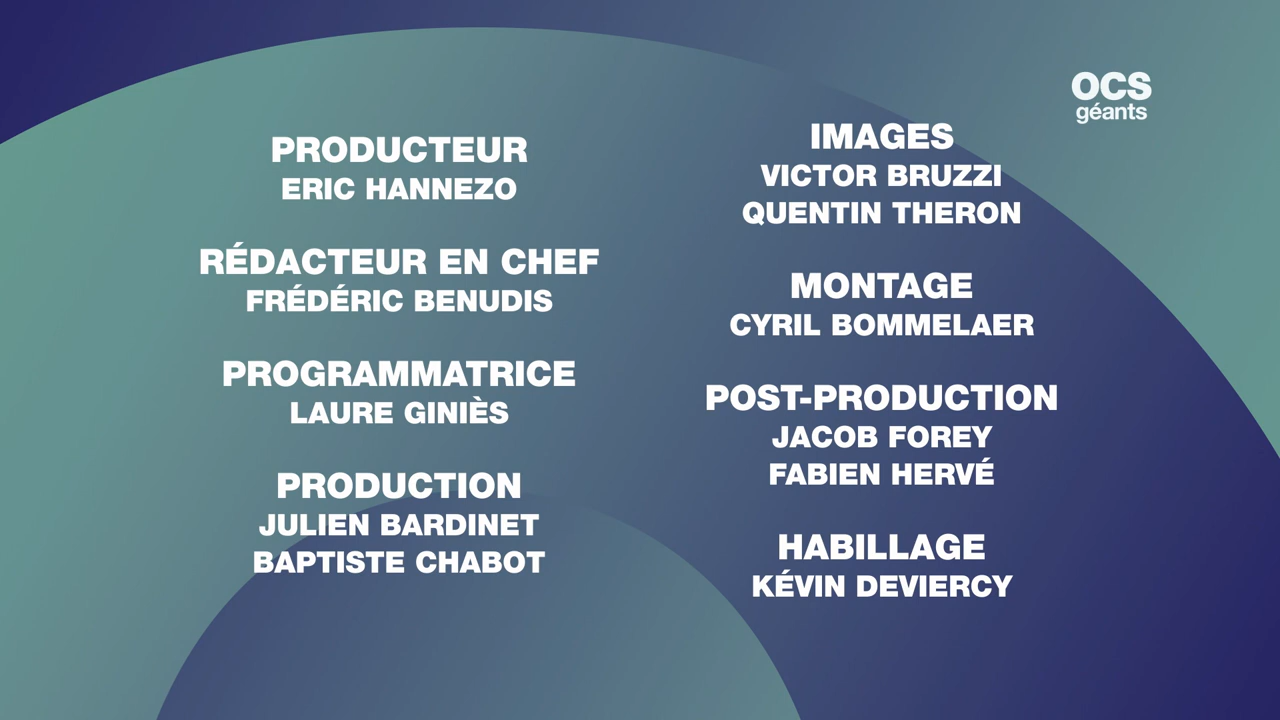 OCS
géants
PRODUCTEUR
ERIC HANNEZO
RÉDACTEUR EN CHEF
FRÉDÉRIC BENUDIS
PROGRAMMATRICE
LAURE GINIÈS
PRODUCTION
JULIEN BARDINET
BAPTISTE CHABOT
IMAGES
VICTOR BRUZZI
QUENTIN THERON
MONTAGE
CYRIL BOMMELAER
POST-PRODUCTION
JACOB FOREY
FABIEN HERVÉ
HABILLAGE
KÉVIN DEVIERCY